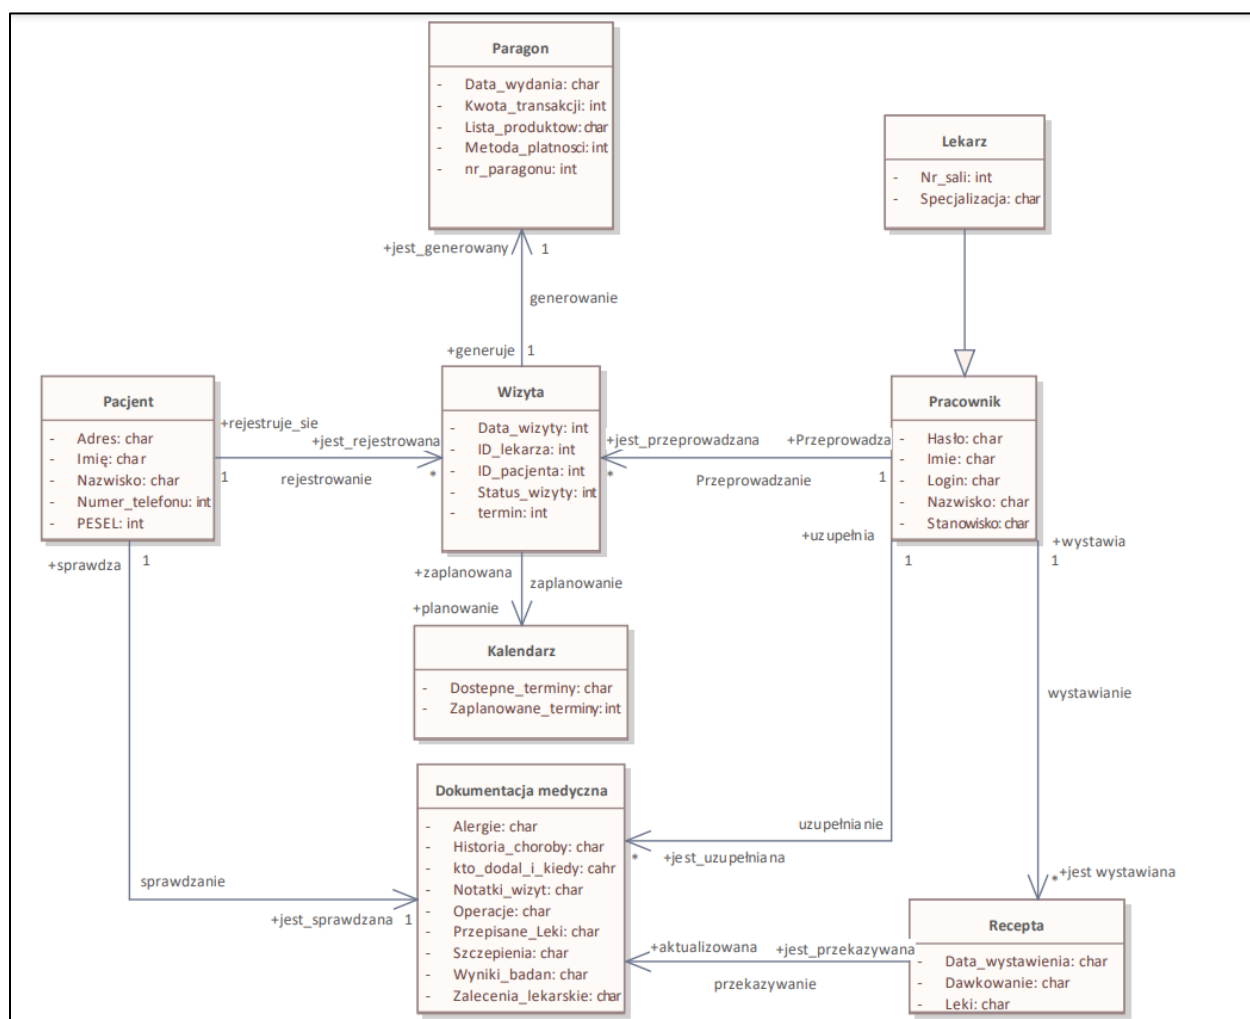 Paragon
- Data_wydania: char
- Kwota_transakcji: int
- Lista_produktow: char
- Metoda_platnosci: int
- nr_paragonu: int
Lekarz
- Nr_sali: int
- Specjalizacja: char
+jest_generowany 1
generowanie
+generuje 1
Pacjent
- Adres: char
- Imię: char
- Nazwisko: char
- Numer_telefonu: int
- PESEL: int
+rejestruje_sie
+jest_rejestrowana
1 rejestrowanie *
Wizyta
- Data_wizyty: int
- ID_lekarza: int
- ID_pacjenta: int
- Status_wizyty: int
- termin: int
+jest_przeprowadzana +Przeprowadza
* Przeprowadzanie 1
Pracownik
- Hasło: char
- Imie: char
- Login: char
- Nazwisko: char
- Stanowisko: char
+sprawdza 1
+zaplanowana zaplanowanie
+planowanie
+uzupełnia
1
+wystawia
1
Kalendarz
- Dostepne_terminy: char
- Zaplanowane_terminy: int
wystawianie
Dokumentacja medyczna
- Alergie: char
- Historia_choroby: char
- kto_dodal_i_kiedy: cahr
- Notatki_wizyt: char
- Operacje: char
- Przepisane_Leki: char
- Szczepienia: char
- Wyniki_badan: char
- Zalecenia_lekarskie: char
uzupełnianie
* +jest_uzupełniana
sprawdzanie
+jest_sprawdzana 1
* +jest wystawiana
Recepta
- Data_wystawienia: char
- Dawkowanie: char
- Leki: char
+aktualizowana +jest_przekazywana
przekazywanie